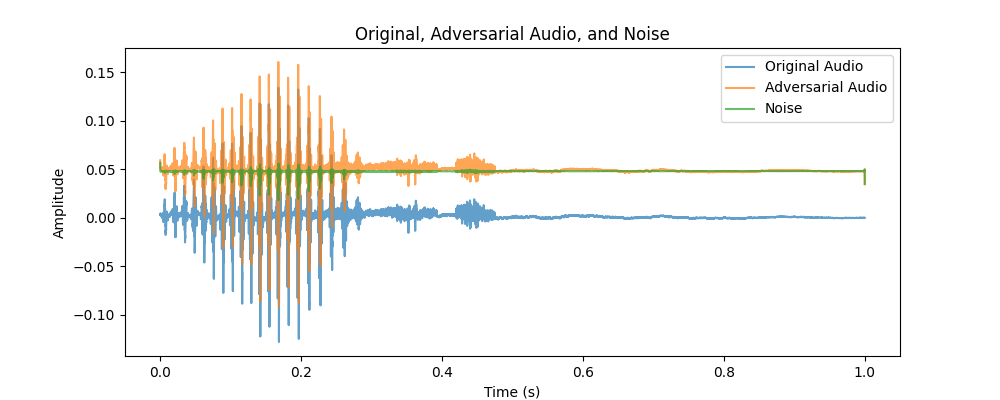 Original, Adversarial Audio, and Noise
Original Audio
Adversarial Audio
Noise
Amplitude
0.15
0.10
0.05
0.00
−0.05
−0.10
0.0
0.2
0.4
0.6
0.8
1.0
Time (s)